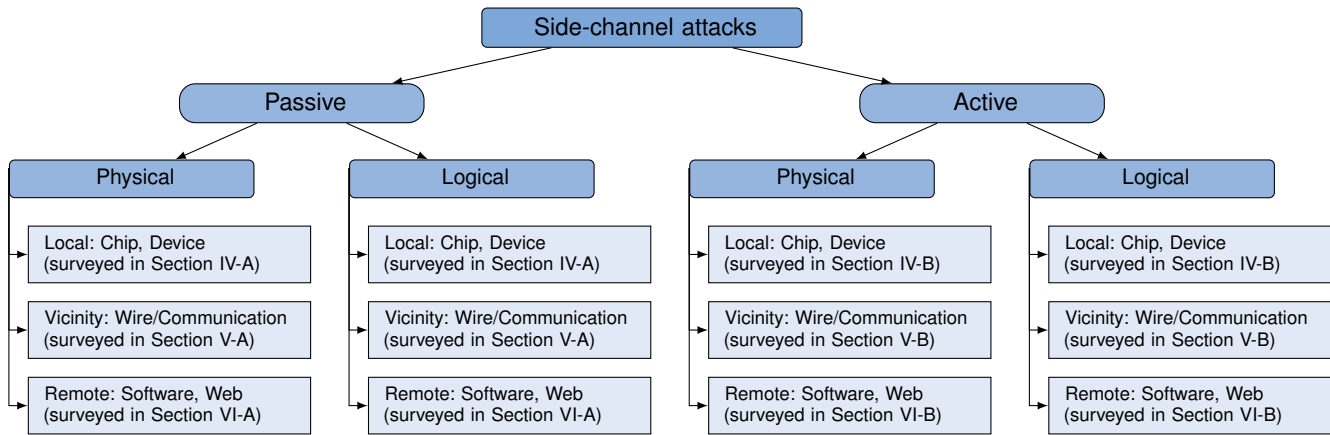 Side-channel attacks
Passive
Active
Physical
Logical
Physical
Logical
Local: Chip, Device
(surveyed in Section IV-A)
Local: Chip, Device
(surveyed in Section IV-A)
Local: Chip, Device
(surveyed in Section IV-B)
Local: Chip, Device
(surveyed in Section IV-B)
Vicinity: Wire/Communication
(surveyed in Section V-A)
Vicinity: Wire/Communication
(surveyed in Section V-A)
Vicinity: Wire/Communication
(surveyed in Section V-B)
Vicinity: Wire/Communication
(surveyed in Section V-B)
Remote: Software, Web
(surveyed in Section VI-A)
Remote: Software, Web
(surveyed in Section VI-A)
Remote: Software, Web
(surveyed in Section VI-B)
Remote: Software, Web
(surveyed in Section VI-B)